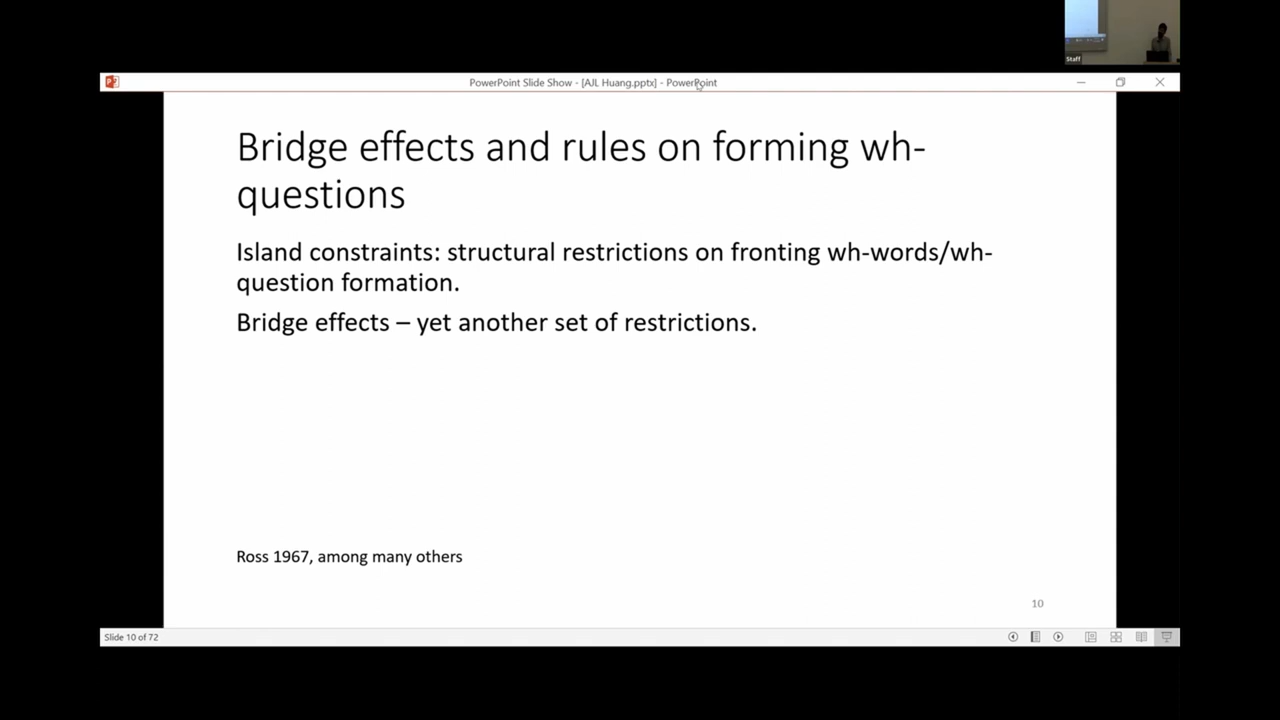 Staff
PowerPoint Slide Show - [AJL Huang.pptx] - PowerPoint
Bridge effects and rules on forming wh-
questions
Island constraints: structural restrictions on fronting wh-words/wh-
question formation.
Bridge effects – yet another set of restrictions.
Ross 1967, among many others
10
Slide 10 of 72